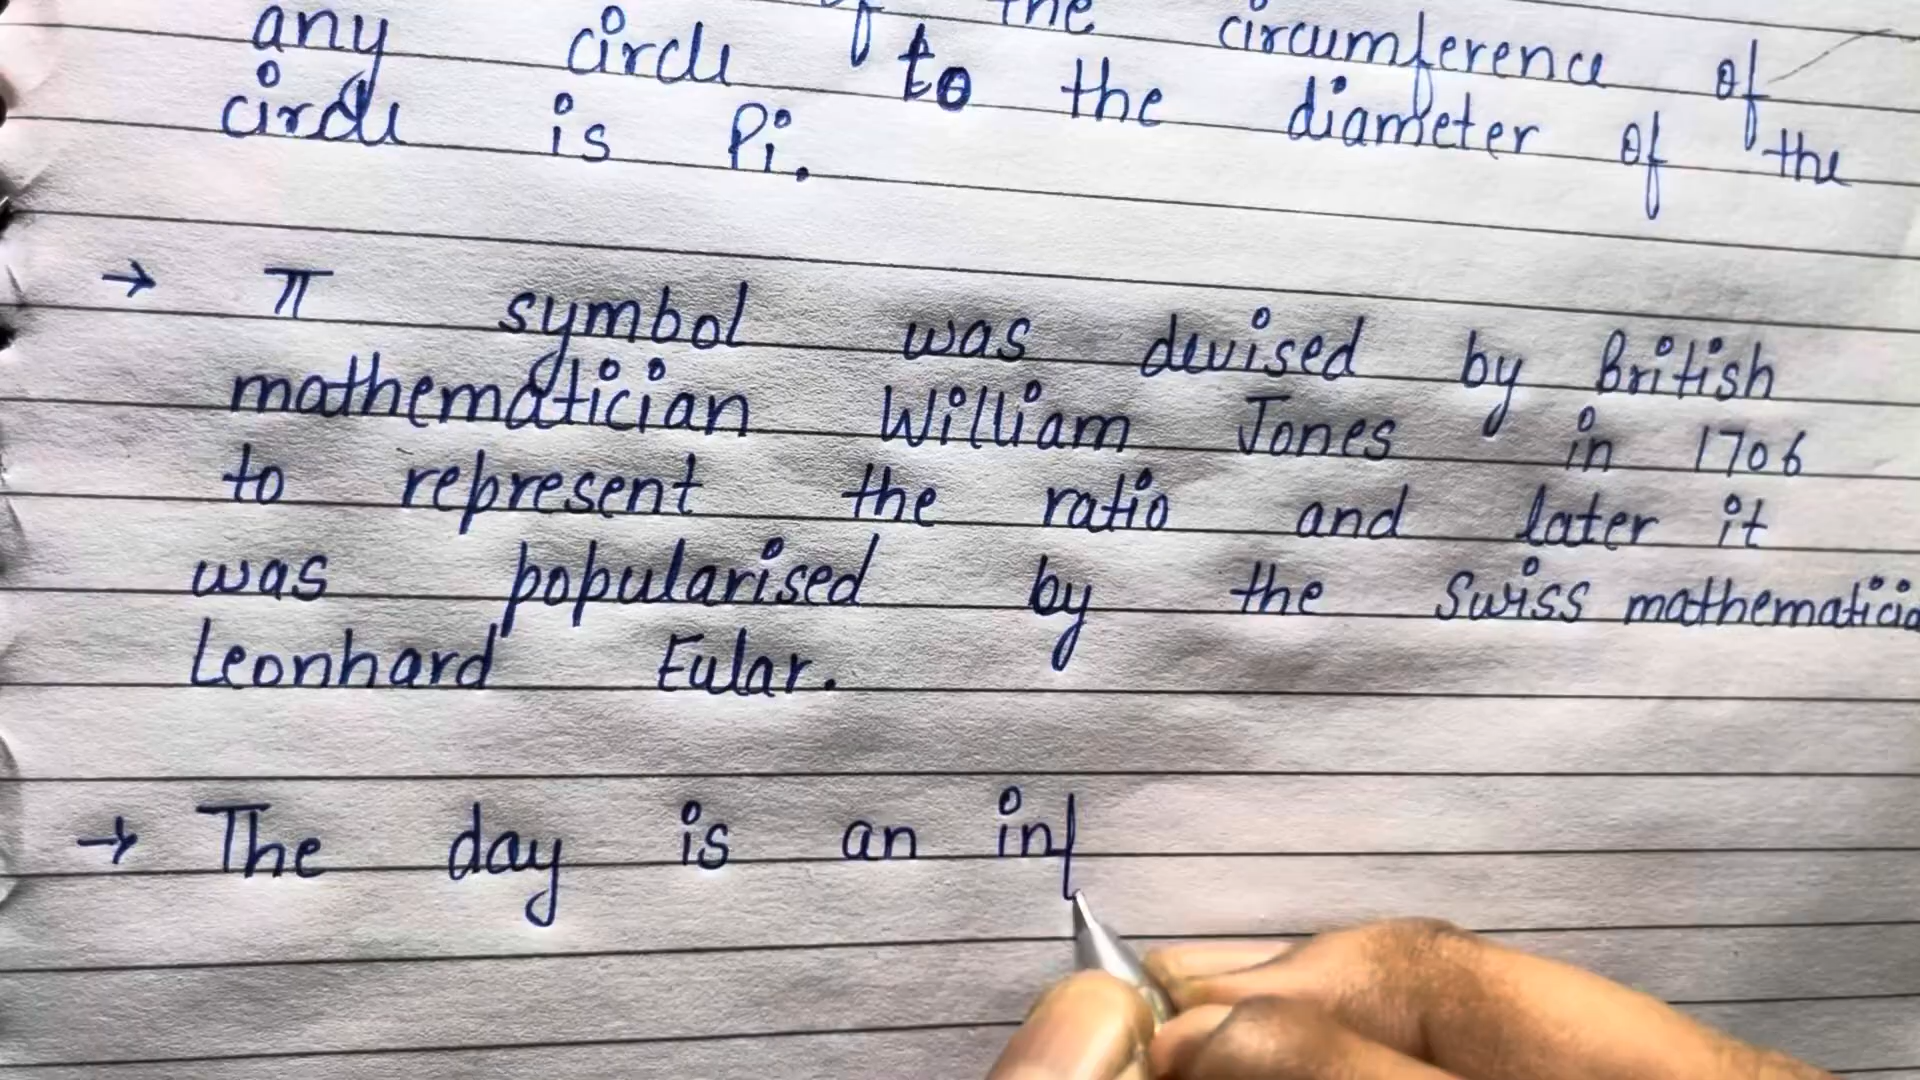 the circumference of
any circle to the diameter of the
circle is Pi.
→ π symbol was devised by British
mathematician William Jones in 1706
to represent the ratio and later it
was popularised by the Swiss mathematicia
Leonhard Eular.
→ The day is an inf